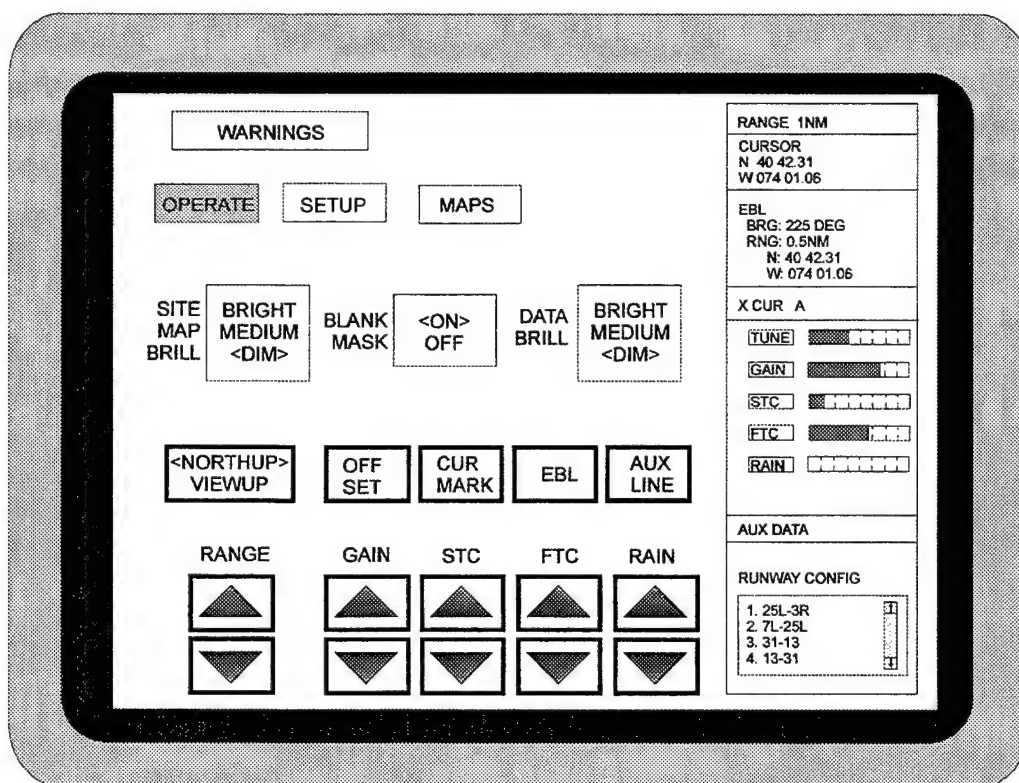 WARNINGS
OPERATE
SETUP
MAPS
SITE
MAP
BRILL
BRIGHT
MEDIUM
<DIM>
BLANK
MASK
<ON>
OFF
DATA
BRILL
BRIGHT
MEDIUM
<DIM>
<NORTHUP>
VIEWUP
OFF
SET
CUR
MARK
EBL
AUX
LINE
RANGE
GAIN
STC
FTC
RAIN
RANGE 1NM
CURSOR
N 40 42.31
W 074 01.06
EBL
BRG: 225 DEG
RNG: 0.5NM
N: 40 42.31
W: 074 01.06
X CUR A
TUNE
GAIN
STC
FTC
RAIN
AUX DATA
RUNWAY CONFIG
1. 25L-3R
2. 7L-25L
3. 31-13
4. 13-31